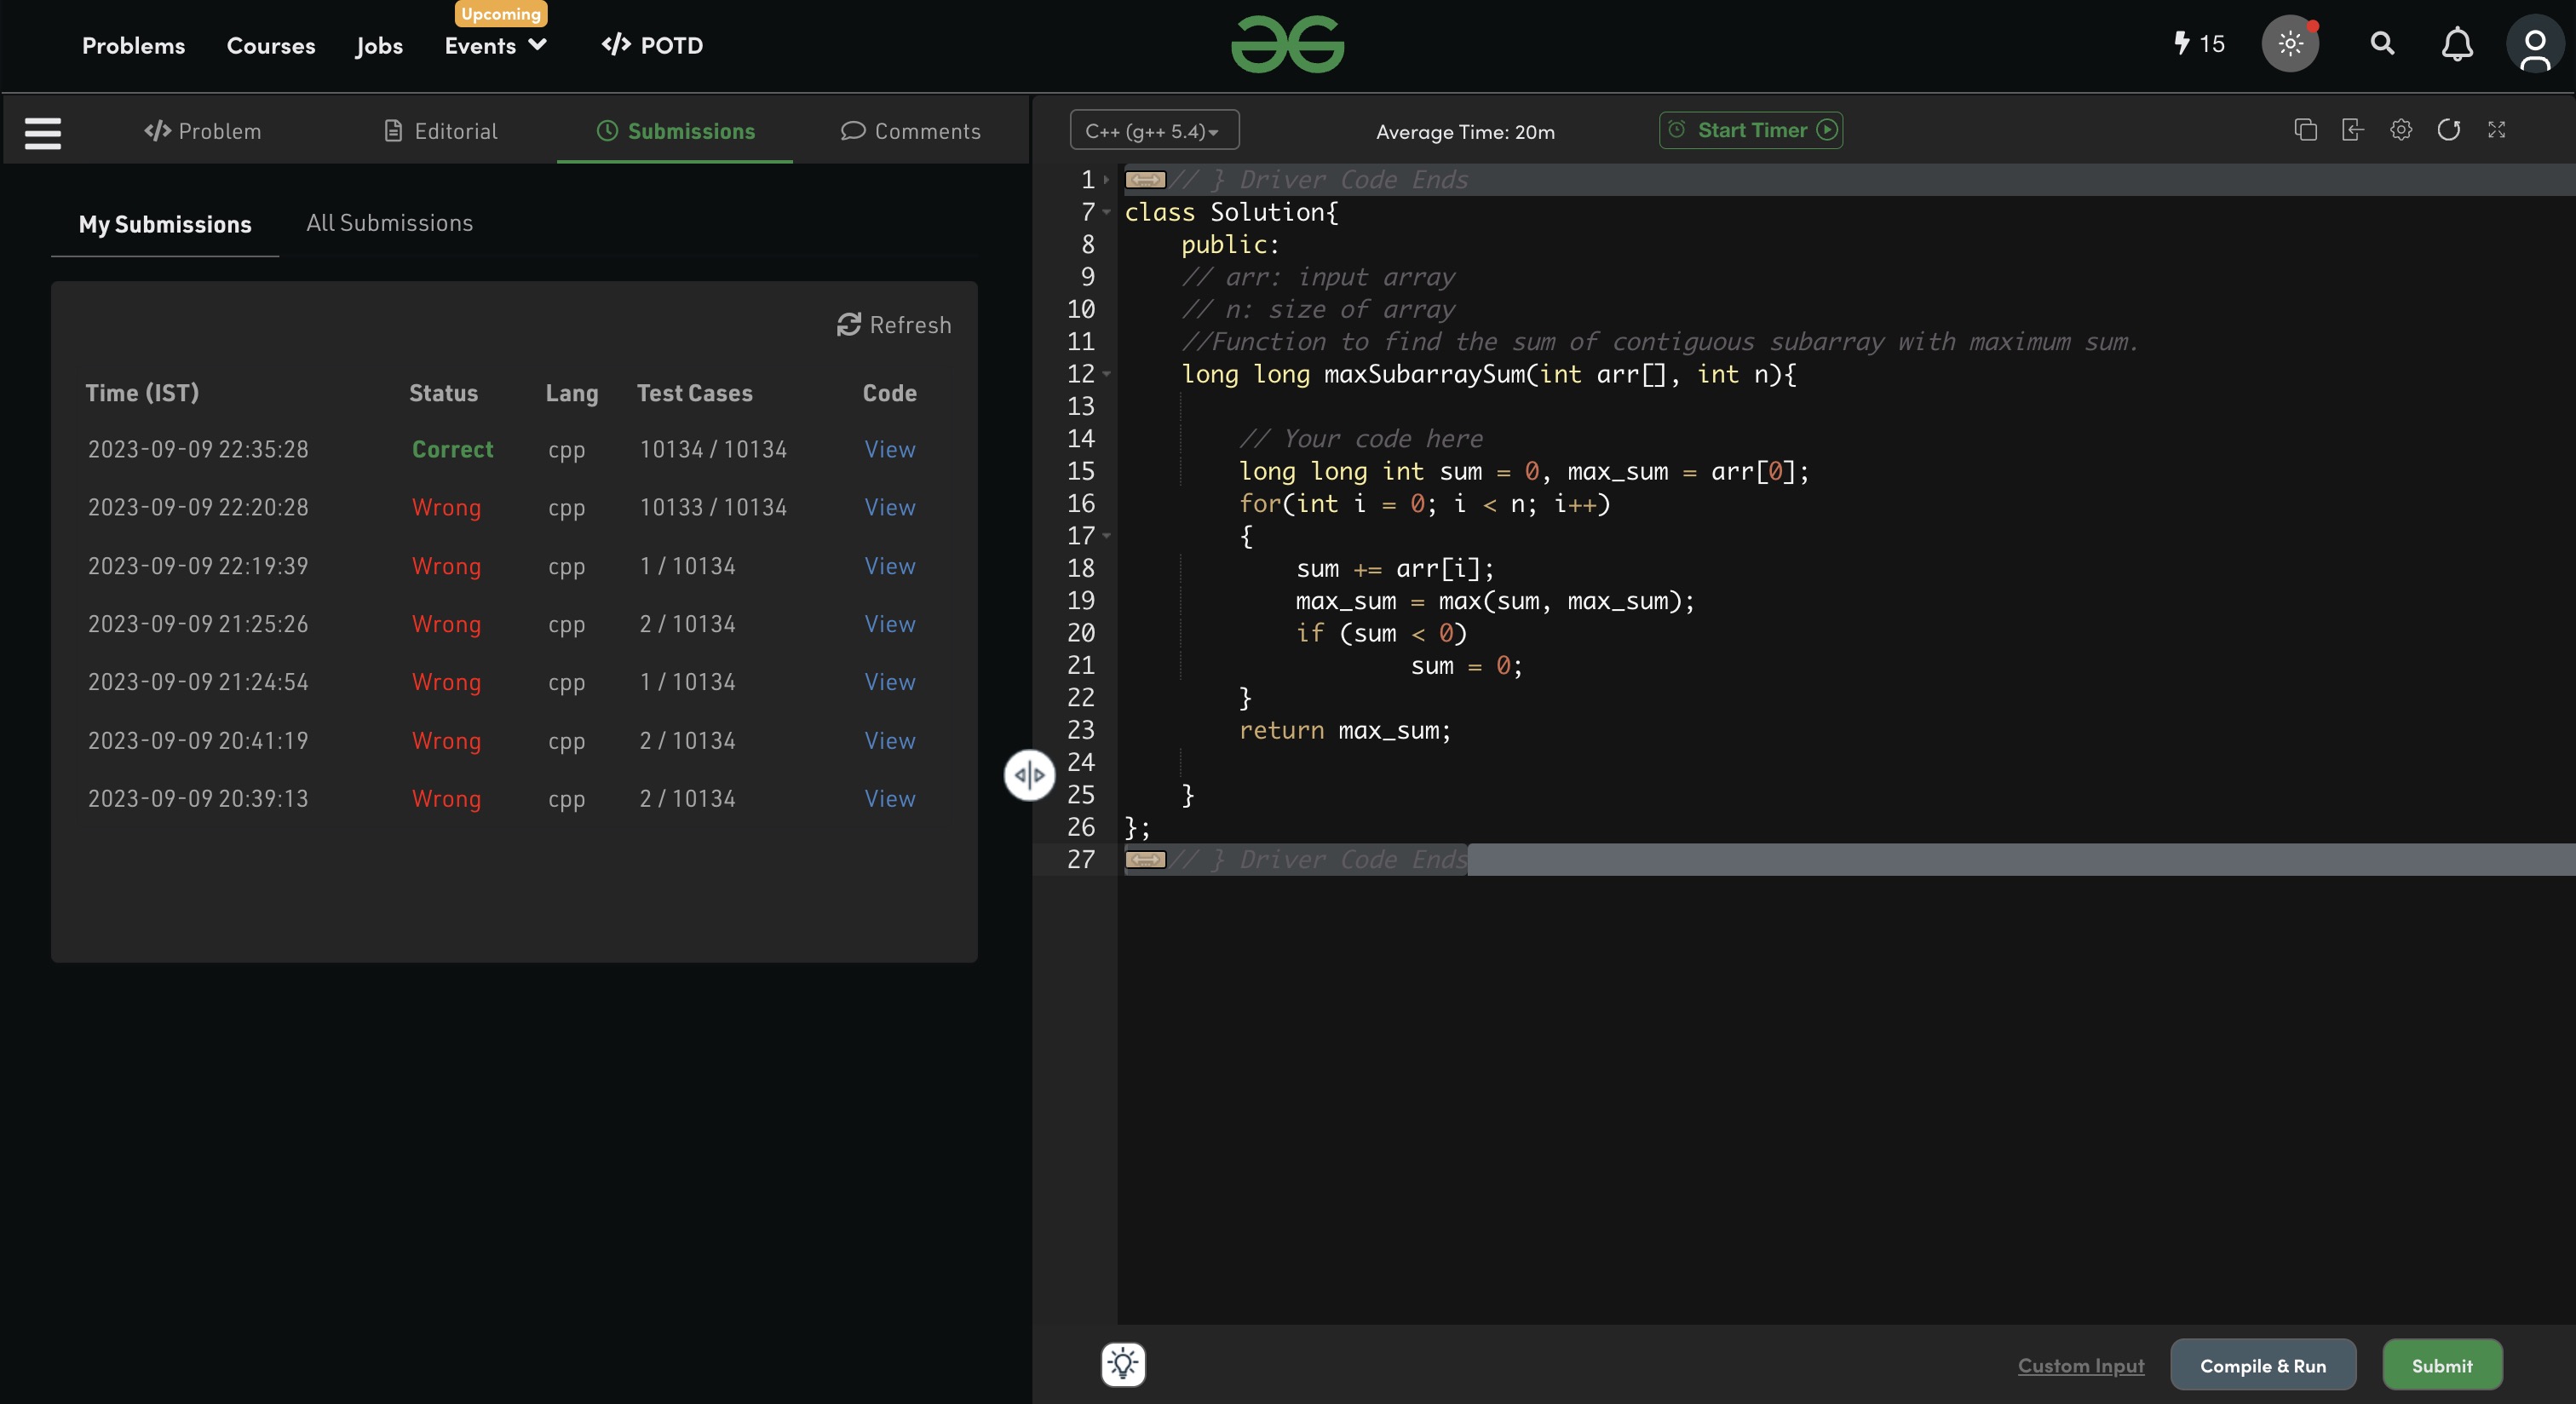 Upcoming
Problems Courses Jobs Events </> POTD
15
</> Problem Editorial Submissions Comments
My Submissions All Submissions
Refresh
Time (IST) Status Lang Test Cases Code
2023-09-09 22:35:28 Correct cpp 10134 / 10134 View
2023-09-09 22:20:28 Wrong cpp 10133 / 10134 View
2023-09-09 22:19:39 Wrong cpp 1 / 10134 View
2023-09-09 21:25:26 Wrong cpp 2 / 10134 View
2023-09-09 21:24:54 Wrong cpp 1 / 10134 View
2023-09-09 20:41:19 Wrong cpp 2 / 10134 View
2023-09-09 20:39:13 Wrong cpp 2 / 10134 View
C++ (g++ 5.4) Average Time: 20m Start Timer
1 // } Driver Code Ends
7 class Solution{
8 public:
9 // arr: input array
10 // n: size of array
11 //Function to find the sum of contiguous subarray with maximum sum.
12 long long maxSubarraySum(int arr[], int n){
13
14 // Your code here
15 long long int sum = 0, max_sum = arr[0];
16 for(int i = 0; i < n; i++)
17 {
18 sum += arr[i];
19 max_sum = max(sum, max_sum);
20 if (sum < 0)
21 sum = 0;
22 }
23 return max_sum;
24
25 }
26 };
27 // } Driver Code Ends
Custom Input Compile & Run Submit